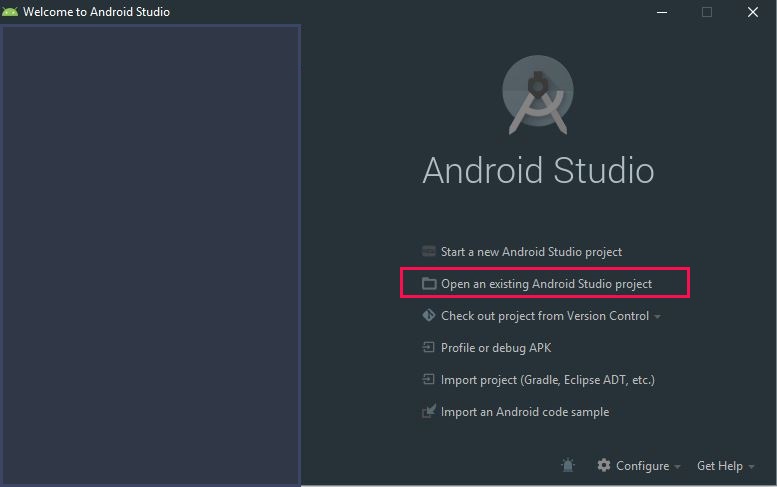 Welcome to Android Studio
Android Studio
Start a new Android Studio project
Open an existing Android Studio project
Check out project from Version Control
Profile or debug APK
Import project (Gradle, Eclipse ADT, etc.)
Import an Android code sample
Configure Get Help